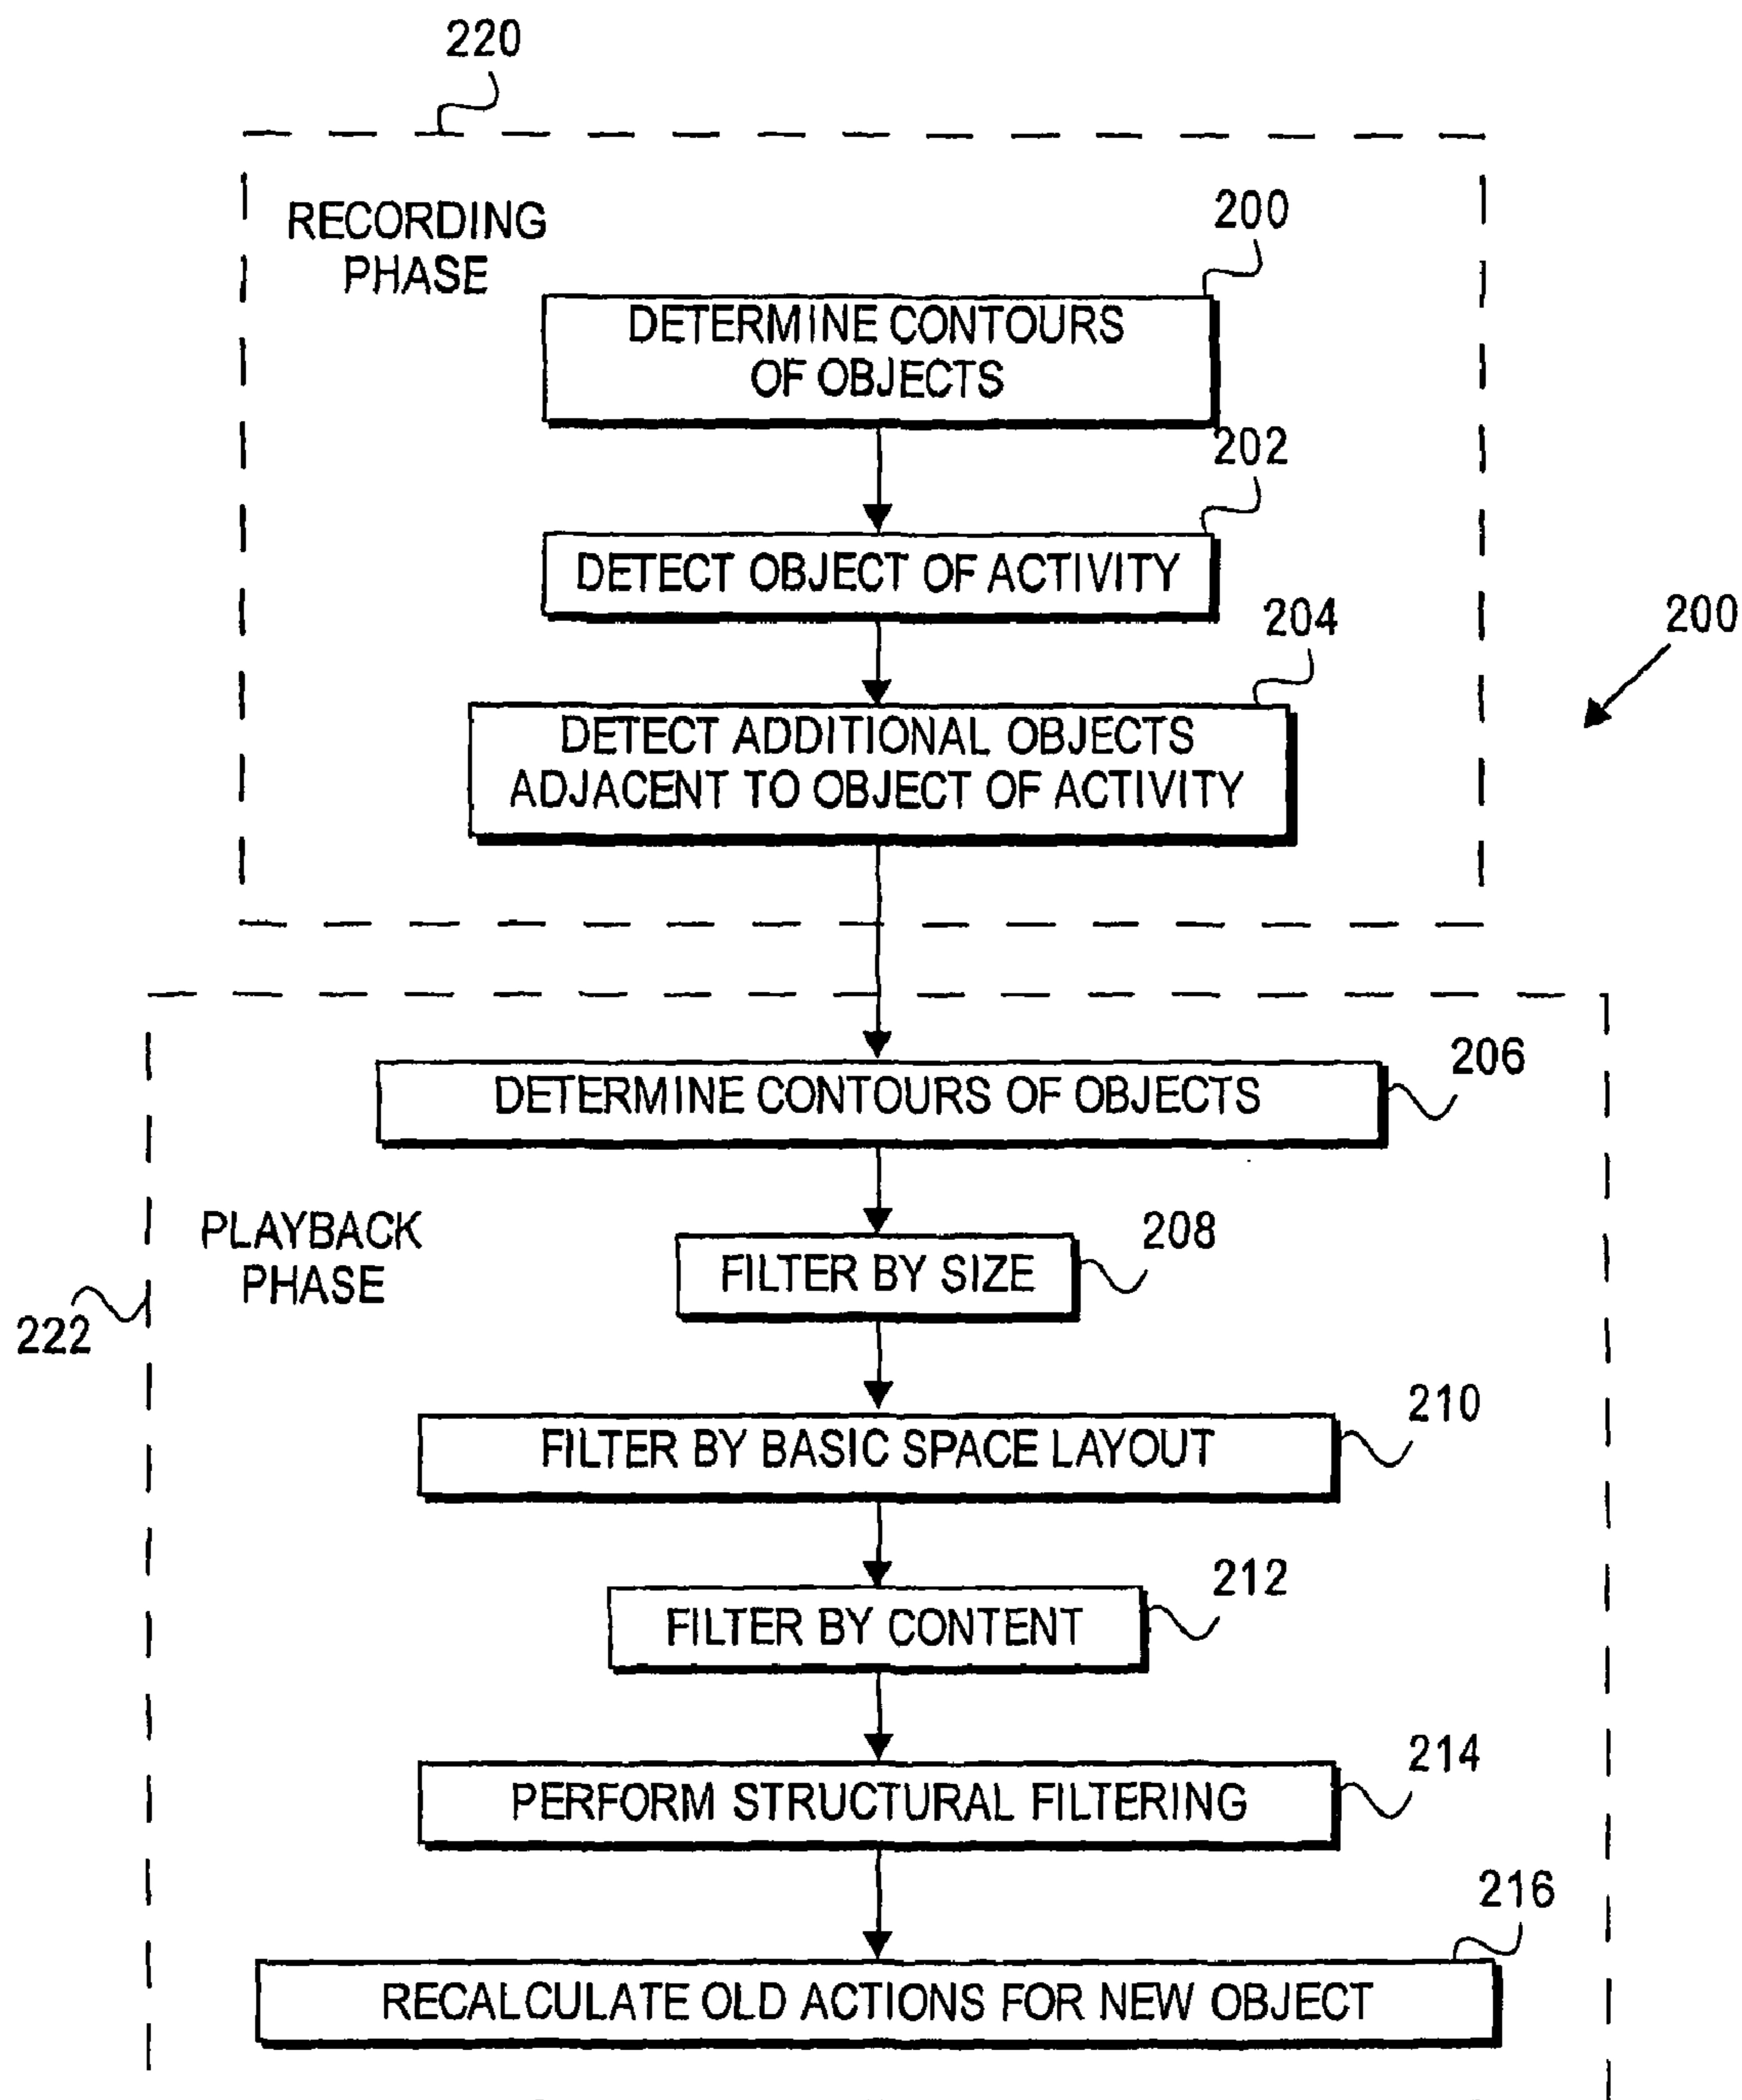 220
RECORDING
PHASE
200
DETERMINE CONTOURS
OF OBJECTS
202
DETECT OBJECT OF ACTIVITY
204
200
DETECT ADDITIONAL OBJECTS
ADJACENT TO OBJECT OF ACTIVITY
206
DETERMINE CONTOURS OF OBJECTS
PLAYBACK
PHASE
222
208
FILTER BY SIZE
210
FILTER BY BASIC SPACE LAYOUT
212
FILTER BY CONTENT
214
PERFORM STRUCTURAL FILTERING
216
RECALCULATE OLD ACTIONS FOR NEW OBJECT